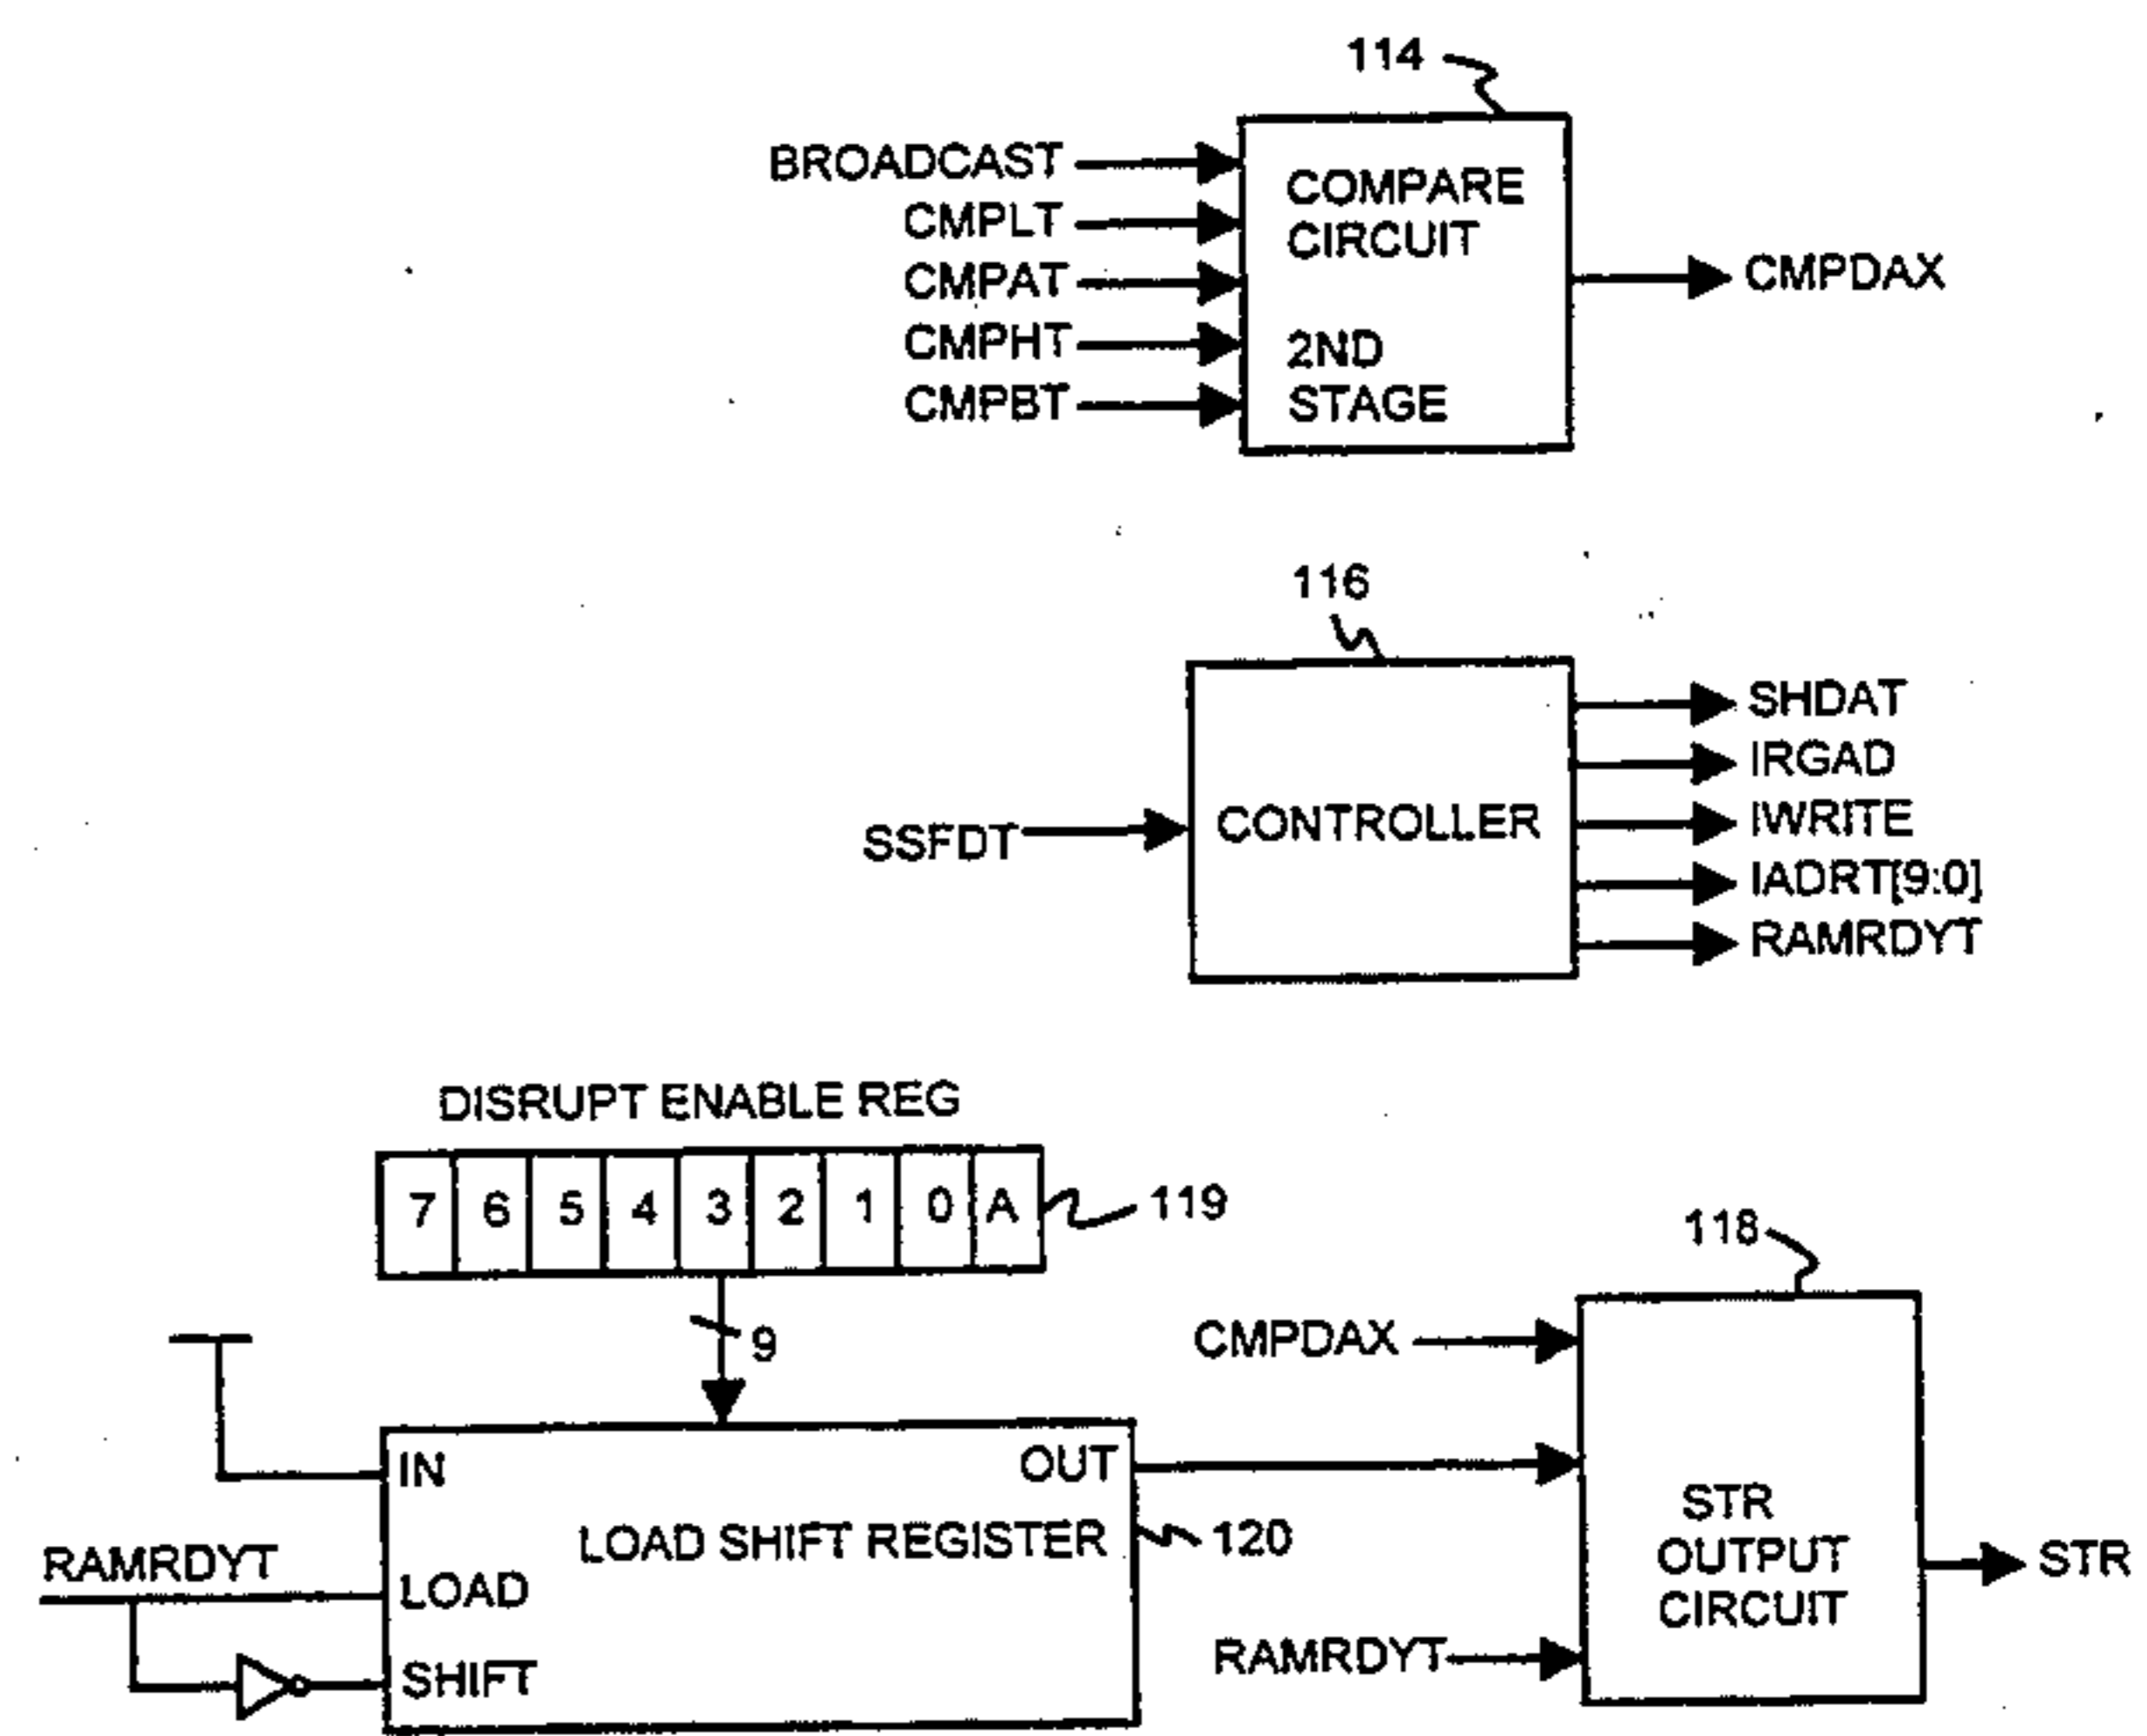 114
BROADCAST
CMPLT
CMPAT
CMPHT
CMPBT
COMPARE
CIRCUIT
2ND
STAGE
CMPDAX
116
SSFDT
CONTROLLER
SHDAT
IRGAD
IWRITE
IADRT[9:0]
RAMRDYT
DISRUPT ENABLE REG
7 6 5 4 3 2 1 0 A
119
9
118
CMPDAX
IN
OUT
LOAD SHIFT REGISTER
120
RAMRDYT
LOAD
SHIFT
RAMRDYT
STR
OUTPUT
CIRCUIT
STR